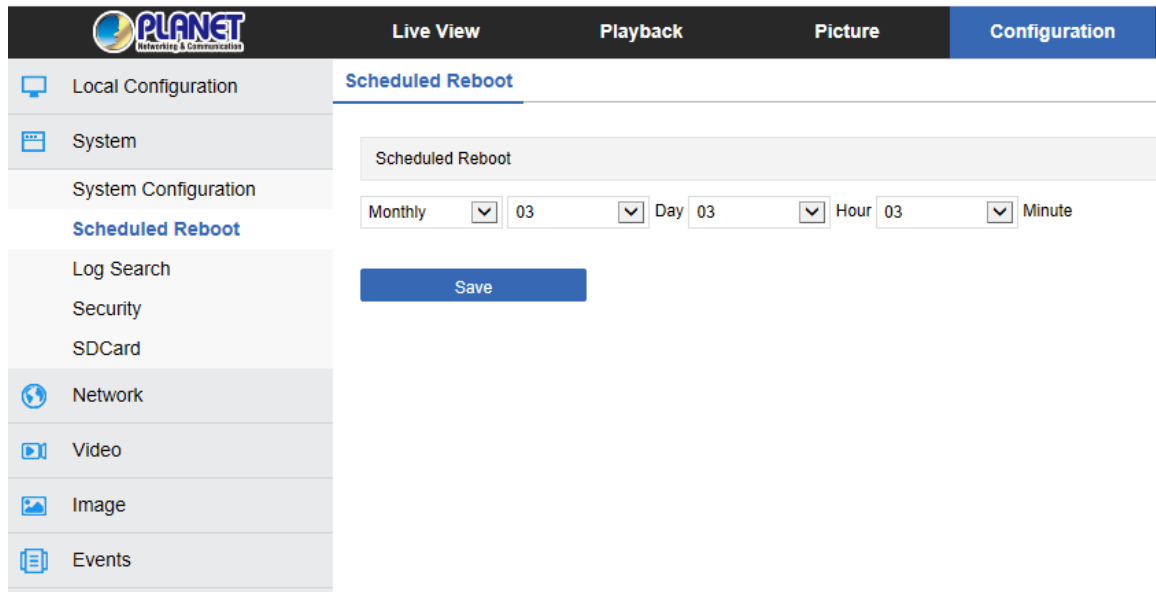 PLANET
Networking & Communication
Live View Playback Picture Configuration
Local Configuration
System
System Configuration
Scheduled Reboot
Log Search
Security
SDCard
Network
Video
Image
Events
Scheduled Reboot
Scheduled Reboot
Monthly 03 Day 03 Hour 03 Minute
Save